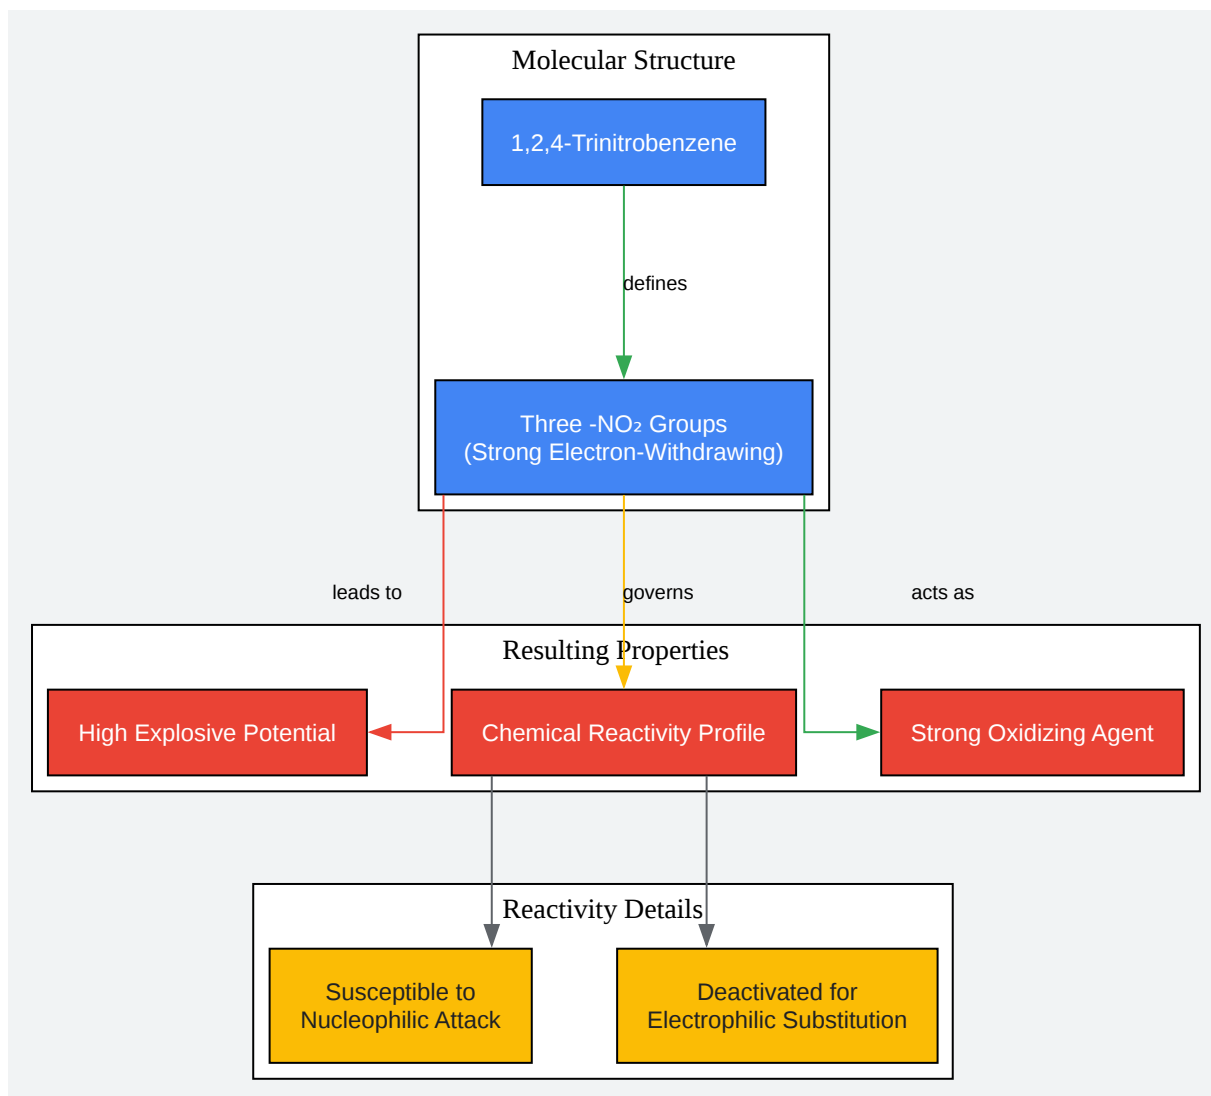 Molecular Structure
1,2,4-Trinitrobenzene
defines
Three -NO₂ Groups
(Strong Electron-Withdrawing)
leads to
governs
acts as
Resulting Properties
High Explosive Potential
Chemical Reactivity Profile
Strong Oxidizing Agent
Reactivity Details
Susceptible to
Nucleophilic Attack
Deactivated for
Electrophilic Substitution